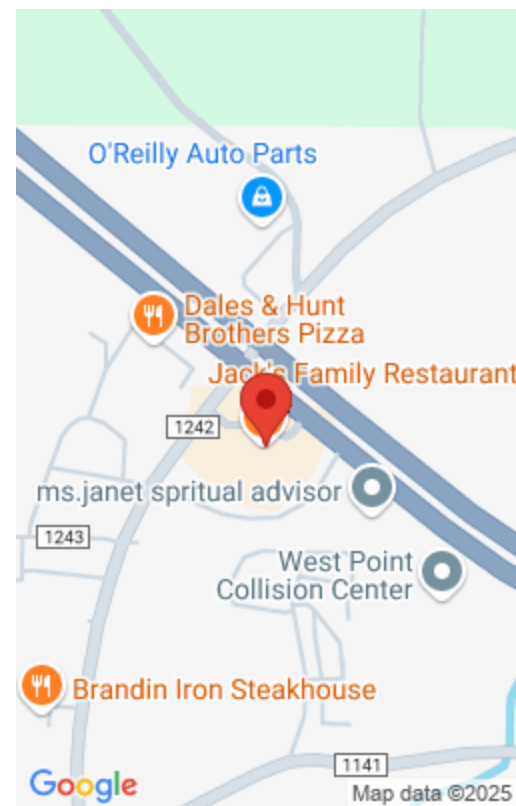 O'Reilly Auto Parts
Dales & Hunt
Brothers Pizza
Jack's Family Restaurant
1242
ms.janet spritual advisor
1243
West Point
Collision Center
Brandin Iron Steakhouse
1141
Google
Map data ©2025